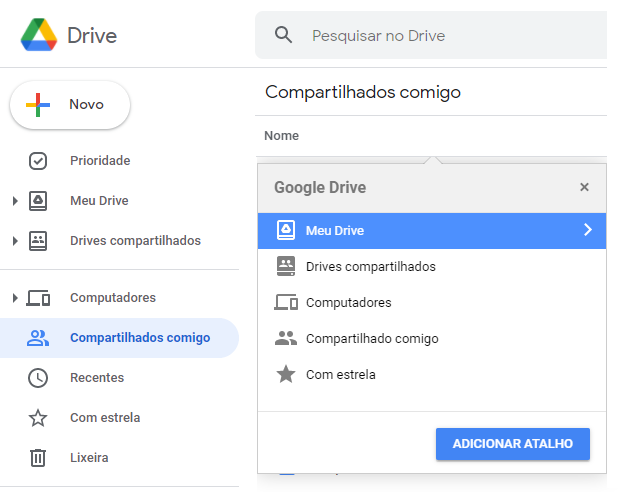 Drive
Pesquisar no Drive
Novo
Compartilhados comigo
Nome
Prioridade
Meu Drive
Drives compartilhados
Computadores
Compartilhados comigo
Recentes
Com estrela
Lixeira
Google Drive
×
Meu Drive
Drives compartilhados
Computadores
Compartilhado comigo
Com estrela
ADICIONAR ATALHO